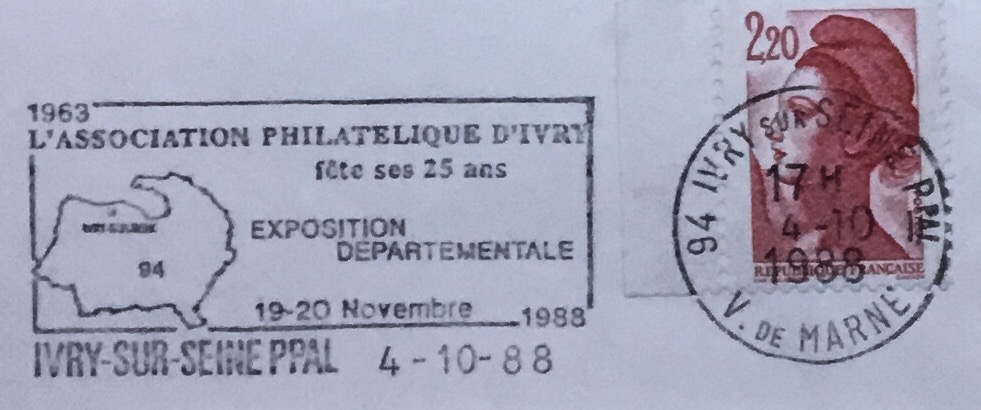 1963
L'ASSOCIATION PHILATELIQUE D'IVRY
fête ses 25 ans
EXPOSITION
DEPARTEMENTALE
94
19-20 Novembre 1988
IVRY-SUR-SEINE PPAL 4-10-88
2,20
94 IVRY SUR SEINE PPAL
17 H
4-10
1988
REPUBLIQUE FRANCAISE
V. DE MARNE